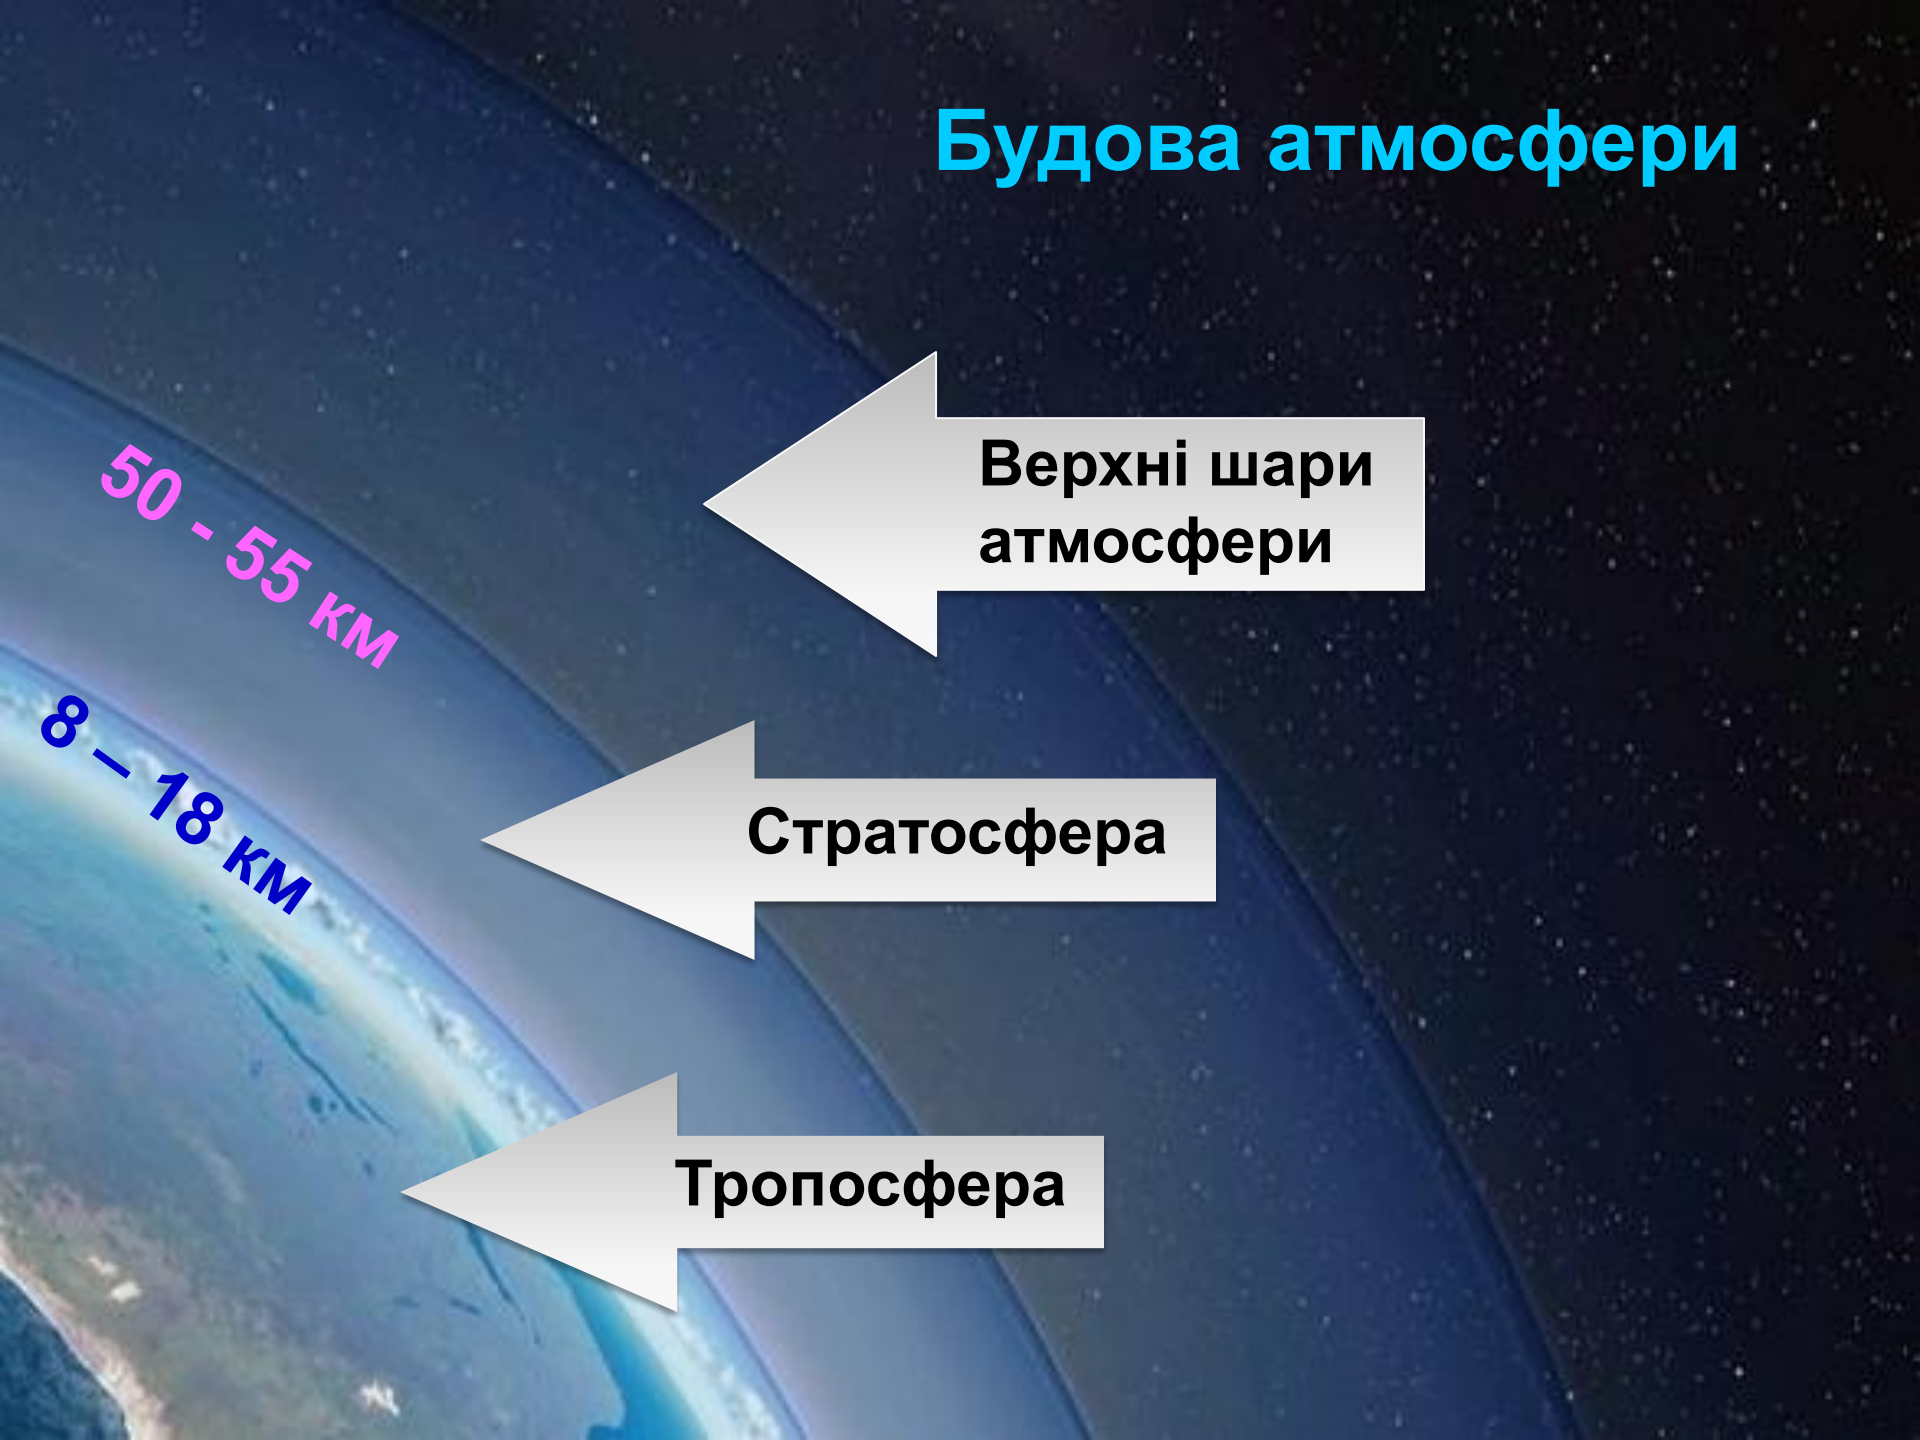 Будова атмосфери
Верхні шари
атмосфери
50 - 55 км
8 – 18 км
Стратосфера
Тропосфера